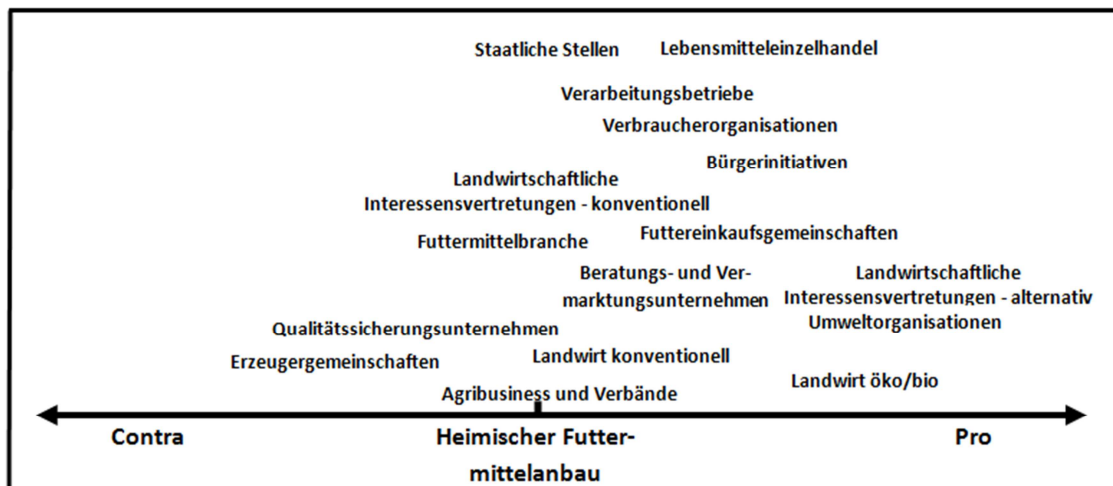 Staatliche Stellen
Lebensmitteleinzelhandel
Verarbeitungsbetriebe
Verbraucherorganisationen
Bürgerinitiativen
Landwirtschaftliche
Interessensvertretungen - konventionell
Futtermittelbranche
Futtereinkaufsgemeinschaften
Beratungs- und Ver-
marktungsunternehmen
Landwirtschaftliche
Interessensvertretungen - alternativ
Umweltorganisationen
Qualitätssicherungsunternehmen
Erzeugergemeinschaften
Landwirt konventionell
Landwirt öko/bio
Agribusiness und Verbände
Contra
Heimischer Futter-
mittelanbau
Pro